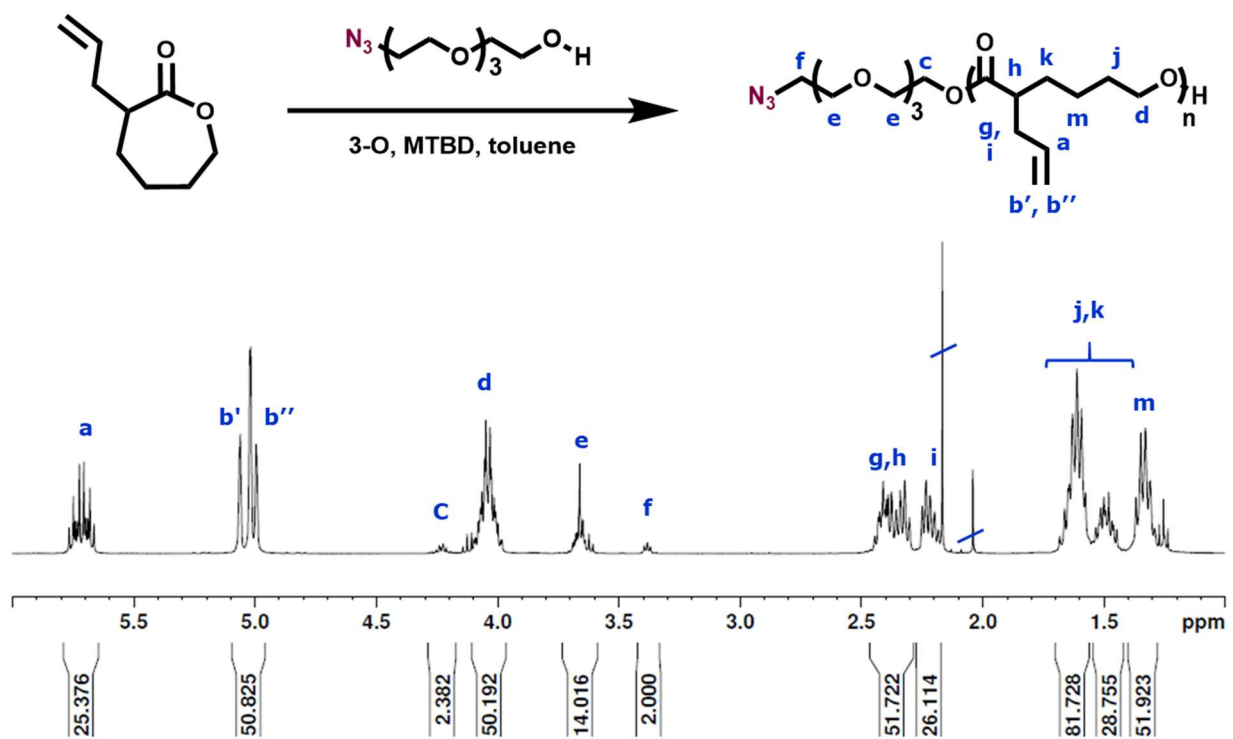 O
O
N₃
O
3
O
H
3-O, MTBD, toluene
N₃
f
e
O
e
3
c
O
O
h
k
m
j
d
O
H
n
g,
i
a
b', b''
a
b'
b''
C
d
e
f
g,h
i
j,k
m
5.5 5.0 4.5 4.0 3.5 3.0 2.5 2.0 1.5 ppm
25.376 50.825 2.382 50.192 14.016 2.000 51.722 26.114 81.728 28.755 51.923